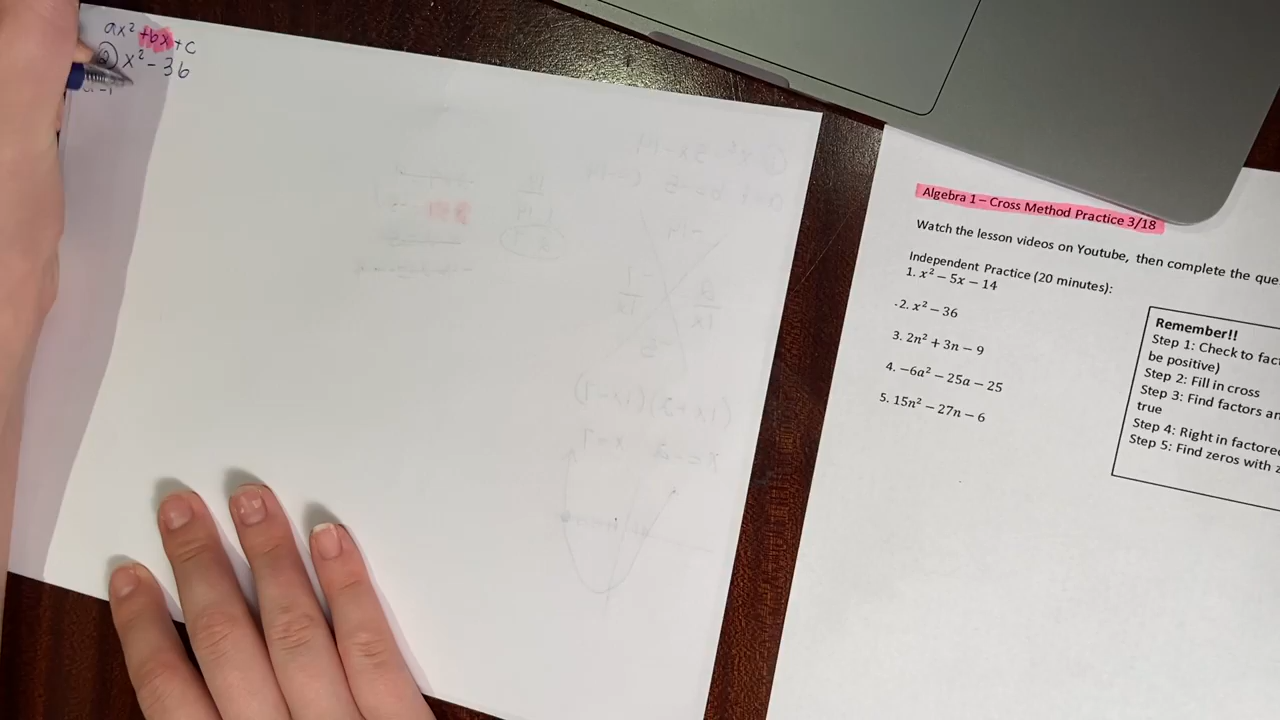 ax² +bx + c
② x² - 36
Algebra 1 – Cross Method Practice 3/18
Watch the lesson videos on Youtube, then complete the que
Independent Practice (20 minutes):
1. x² − 5x − 14
2. x² − 36
3. 2n² + 3n − 9
4. −6a² − 25a − 25
5. 15n² − 27n − 6
Remember!!
Step 1: Check to fac
be positive)
Step 2: Fill in cross
Step 3: Find factors an
true
Step 4: Right in factored
Step 5: Find zeros with z